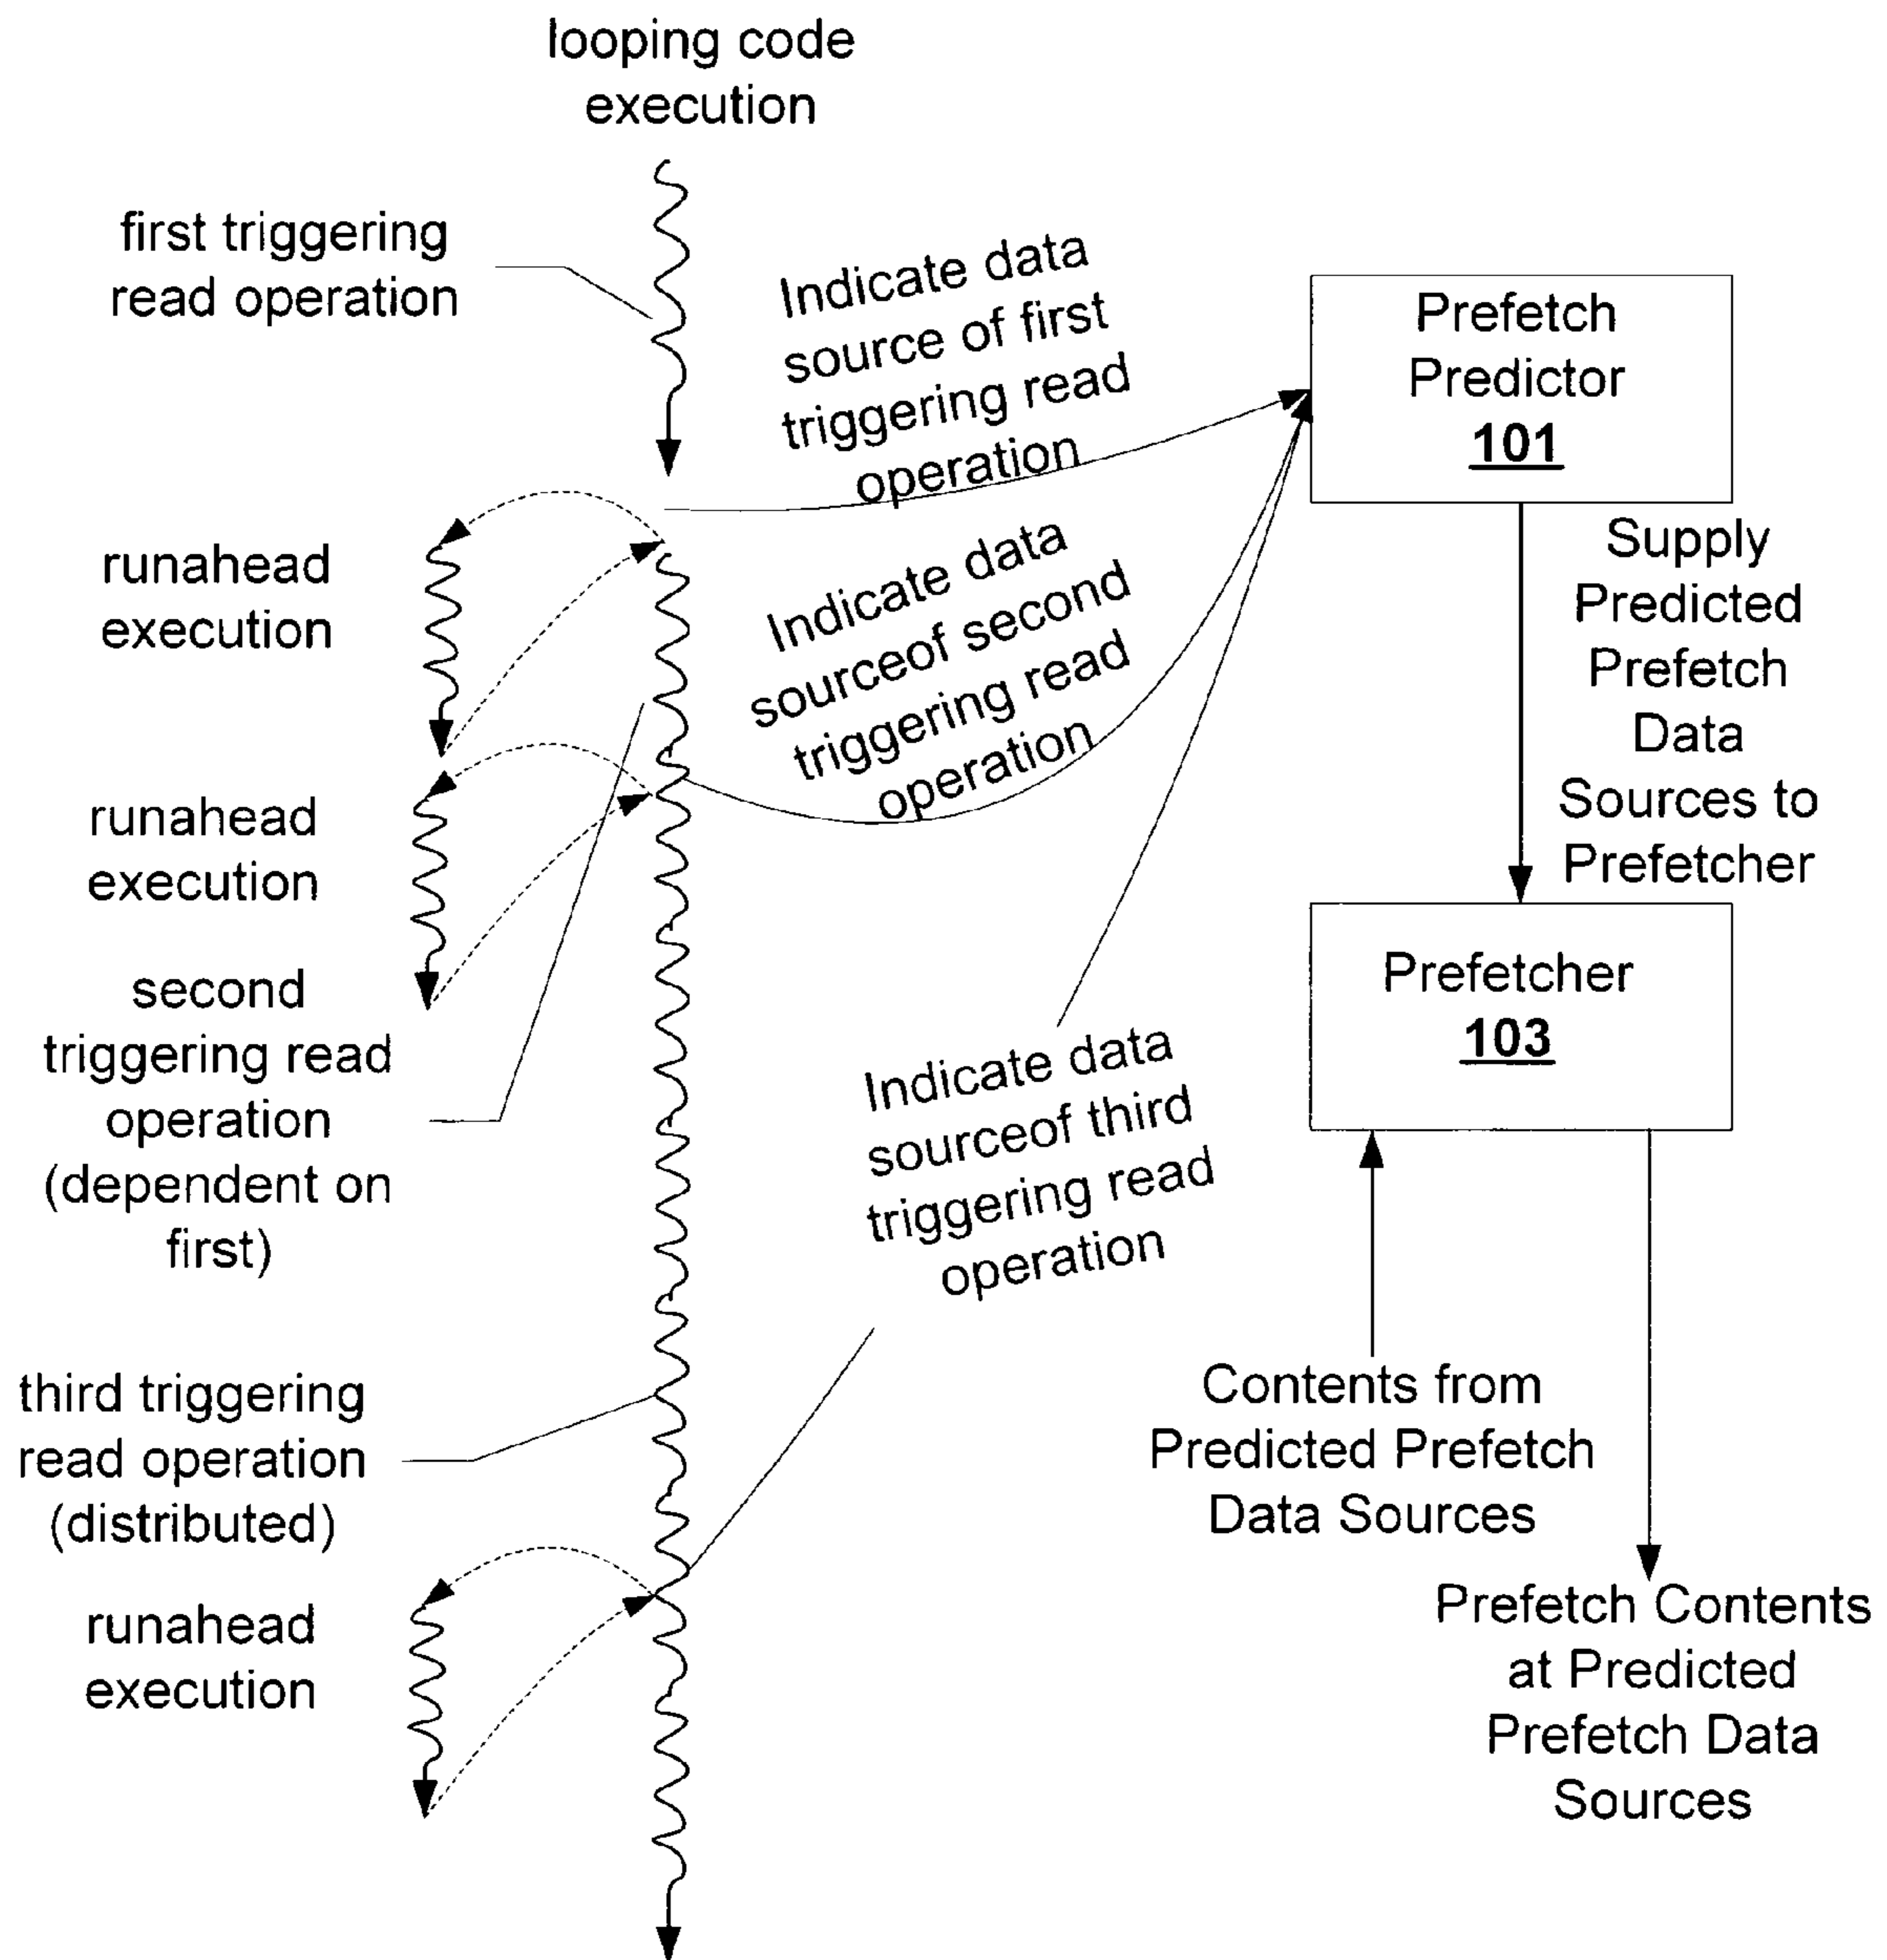 looping code
execution
first triggering
read operation
Indicate data
source of first
triggering read
operation
Prefetch
Predictor
101
runahead
execution
Indicate data
sourceof second
triggering read
operation
Supply
Predicted
Prefetch
Data
Sources to
Prefetcher
runahead
execution
Prefetcher
103
second
triggering read
operation
(dependent on
first)
Indicate data
sourceof third
triggering read
operation
third triggering
read operation
(distributed)
Contents from
Predicted Prefetch
Data Sources
runahead
execution
Prefetch Contents
at Predicted
Prefetch Data
Sources